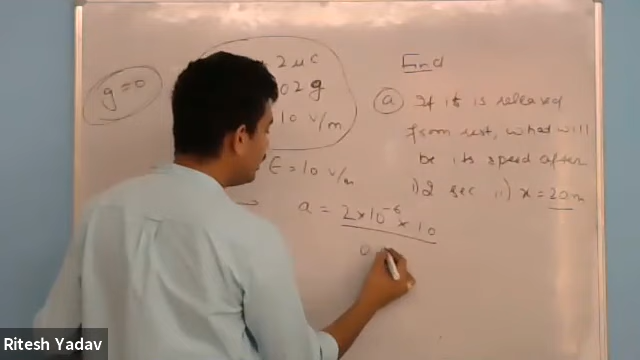 g=0
2 μc
02 g
10 v/m
E = 10 v/m
→ a = 2×10⁻⁶ × 10
0
Find
(a) If it is released
from rest, what will
be its speed after
i) 2 sec ii) x = 20m
Ritesh Yadav